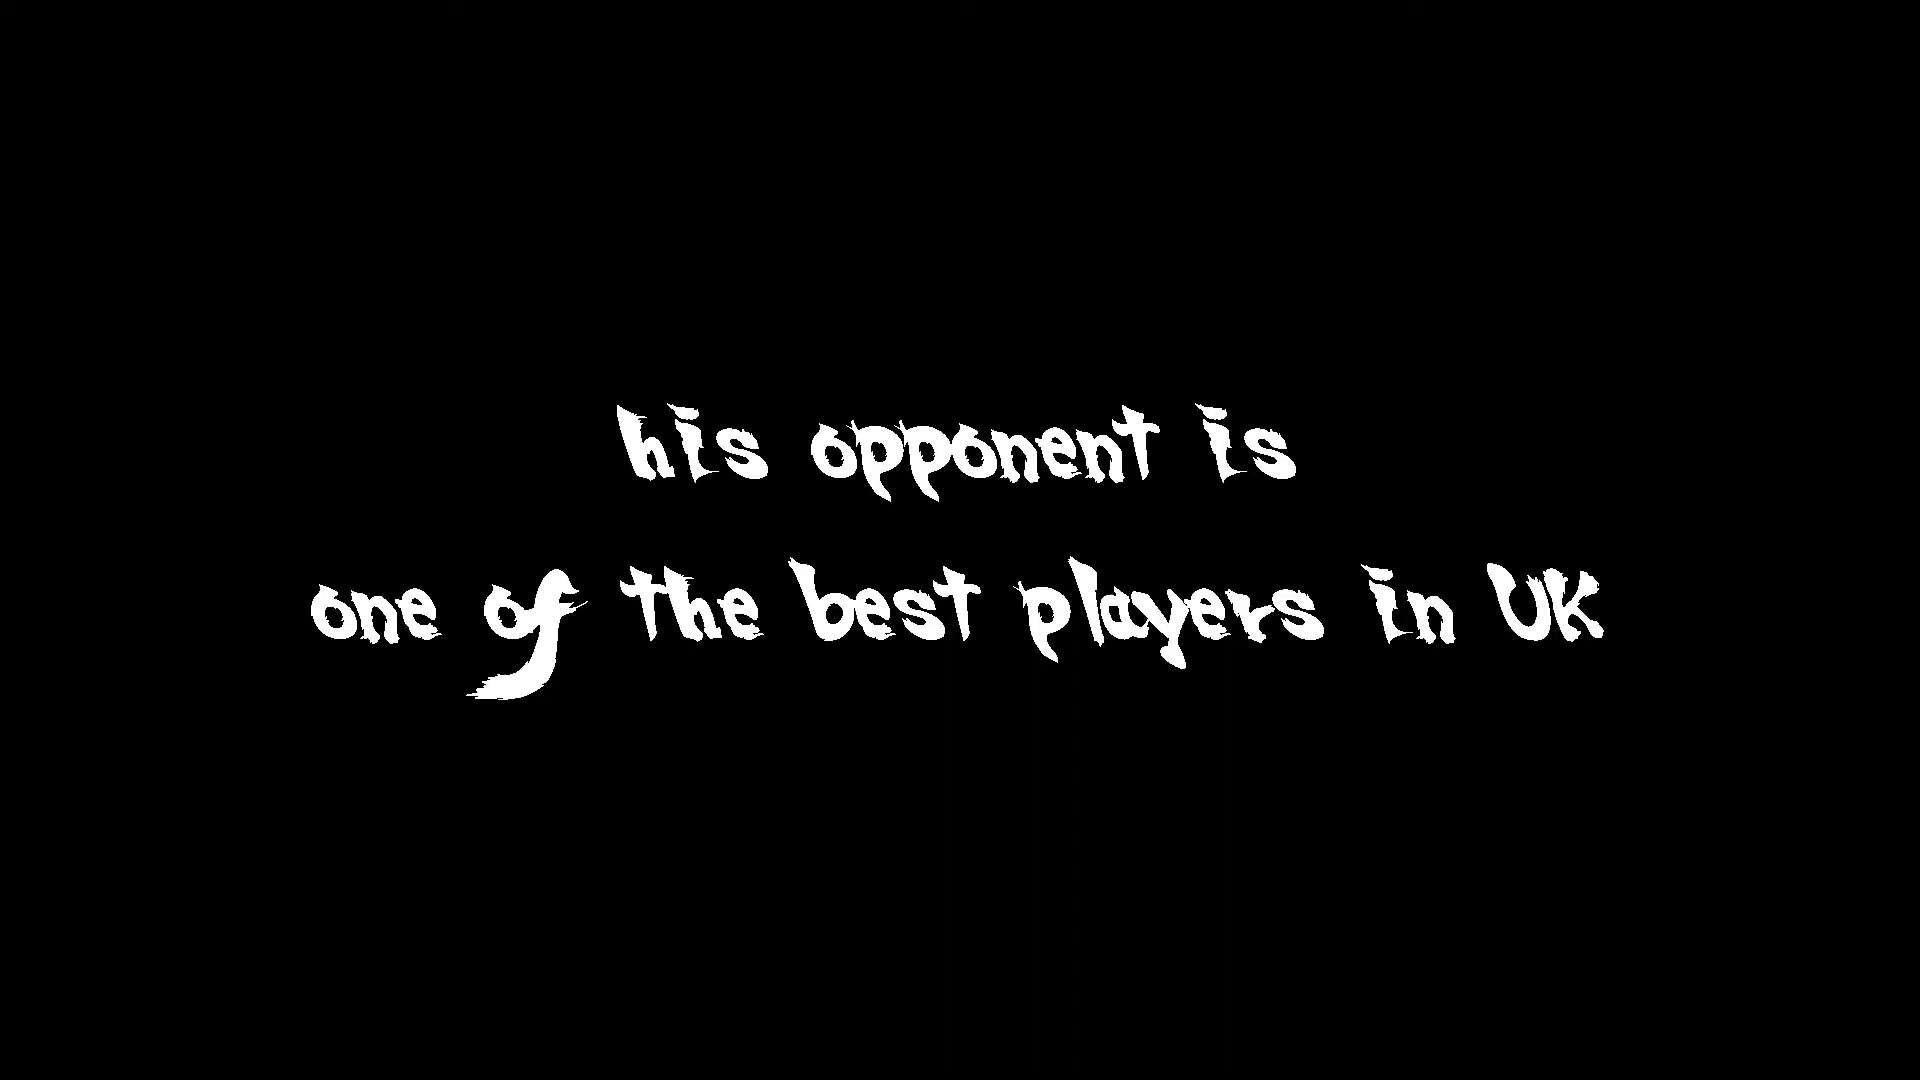 his opponent is
one of the best players in UK